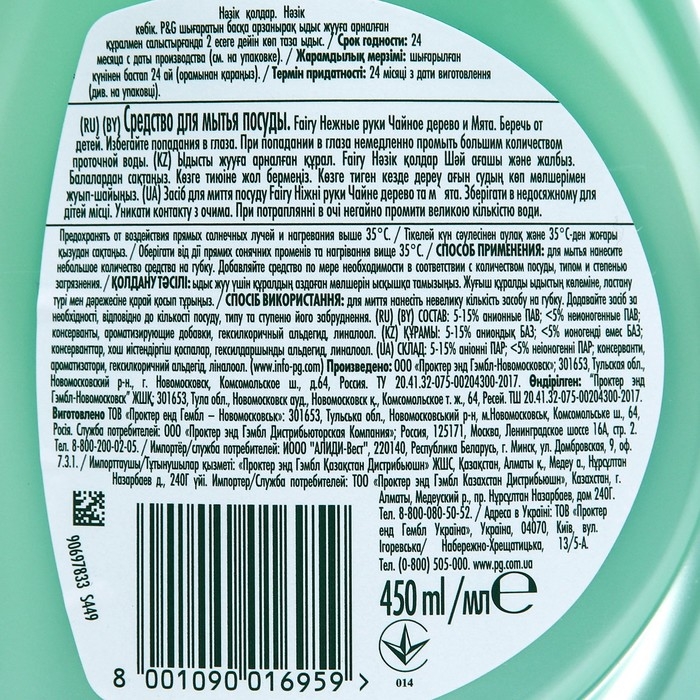 Нәзік қолдар. Нәзік
көбік. P&G шығаратын басқа арзанырақ ыдыс жууға арналған
құралмен салыстырғанда 2 есеге дейін көп таза ыдыс. / Срок годности: 24
месяца с даты производства (см. на упаковке). / Жарамдылық мерзімі: шығарылған
күнінен бастап 24 ай (орамынан қараңыз). / Термін придатності: 24 місяці з дати виготовлення
(див. на упаковці).
(RU) (BY) Средство для мытья посуды. Fairy Нежные руки Чайное дерево и Мята. Беречь от
детей. Избегайте попадания в глаза. При попадании в глаза немедленно промыть большим количеством
проточной воды. (KZ) Ыдысты жууға арналған құрал. Fairy Нәзік қолдар Шәй ағашы және жалбыз.
Балалардан сақтаңыз. Көзге тиюіне жол бермеңіз. Көзге тиген кезде дереу ағын судың көп мөлшерімен
жуып-шайыңыз. (UA) Засіб для миття посуду Fairy Ніжні руки Чайне дерево та м`ята. Зберігати в недосяжному для
дітей місці. Уникати контакту з очима. При потраплянні в очі негайно промити великою кількістю води.
Предохранять от воздействия прямых солнечных лучей и нагревания выше 35°C. / Тікелей күн сәулесінен аулақ және 35°C-ден жоғары
қызудан сақтаңыз. / Оберігати від дії прямих сонячних променів та нагрівання вище 35°C. / СПОСОБ ПРИМЕНЕНИЯ: для мытья нанесите
небольшое количество средства на губку. Добавляйте средство по мере необходимости в соответствии с количеством посуды, типом и степенью
загрязнения. / ҚОЛДАНУ ТӘСІЛІ: ыдыс жуу үшін құралдың аздаған мөлшерін ысқышқа тамызыңыз. Жуғыш құралды ыдыстың көлеміне, ластану
түрі мен дәрежесіне қарай қосып тұрыңыз. / СПОСІБ ВИКОРИСТАННЯ: для миття нанесіть невелику кількість засобу на губку. Додавайте засіб за
необхідності, відповідно до кількості посуду, типу та ступеню його забруднення. (RU) (BY) СОСТАВ: 5-15% анионные ПАВ; <5% неионогенные ПАВ;
консерванты, ароматизирующие добавки, гексилкоричный альдегид, линалоол. (KZ) ҚҰРАМЫ: 5-15% аниондық БАЗ; <5% ионогенді емес БАЗ;
консерванттар, хош иістендіргіш қоспалар, гексилдаршынды альдегид, линалоол. (UA) СКЛАД: 5-15% аніонні ПАР; <5% неіоногенні ПАР; консерванти,
ароматизатори, гексилкоричний альдегід, ліналоол. (www.info-pg.com) Произведено: ООО «Проктер энд Гэмбл-Новомосковск»; 301653, Тульская обл.,
Новомосковский р-н., г. Новомосковск, Комсомольское ш., д.64, Россия. ТУ 20.41.32-075-00204300-2017. Өндірілген: "Проктер энд
Гэмбл-Новомосковск" ЖШҚ; 301653, Тула обл., Новомосковск ауд., Новомосковск қ., Комсомольское т. ж., 64, Ресей. ТШ 20.41.32-075-00204300-2017.
Виготовлено ТОВ «Проктер енд Гембл – Новомосковськ»: 301653, Тульська обл., Новомосковський р-н, м.Новомосковськ, Комсомольське ш., 64,
Росія. Служба потребителей: ООО «Проктер энд Гэмбл Дистрибьюторская Компания»; Россия, 125171, Москва, Ленинградское шоссе 16А, стр. 2.
Тел. 8-800-200-02-05. / Импортёр/служба потребителей: ИООО "АЛИДИ-Вест", 220140, Республика Беларусь, г. Минск, ул. Домбровская, 9, оф.
7.3.1. / Импорттаушы/Тұтынушылар қызметі: «Проктер энд Гэмбл Қазақстан Дистрибьюшн» ЖШС, Қазақстан, Алматы қ., Медеу а., Нұрсұлтан
Назарбаев д., 240Г үйі. Импортер/Служба потребителей: ТОО «Проктер энд Гэмбл Казахстан Дистрибьюшн», Казахстан, г.
Алматы, Медеуский р., пр. Нұрсұлтан Назарбаев, дом 240Г.
Тел. 8-800-080-50-52. / Адреса в Україні: ТОВ «Проктер
енд Гембл Україна», Україна, 04070, Київ, вул.
Ігоревська/ Набережно-Хрещатицька, 13/5-А.
Тел. (0-800) 505-000. www.pg.com.ua
90697833 S449
450 ml/мл℮
8 001090 016959 >
014